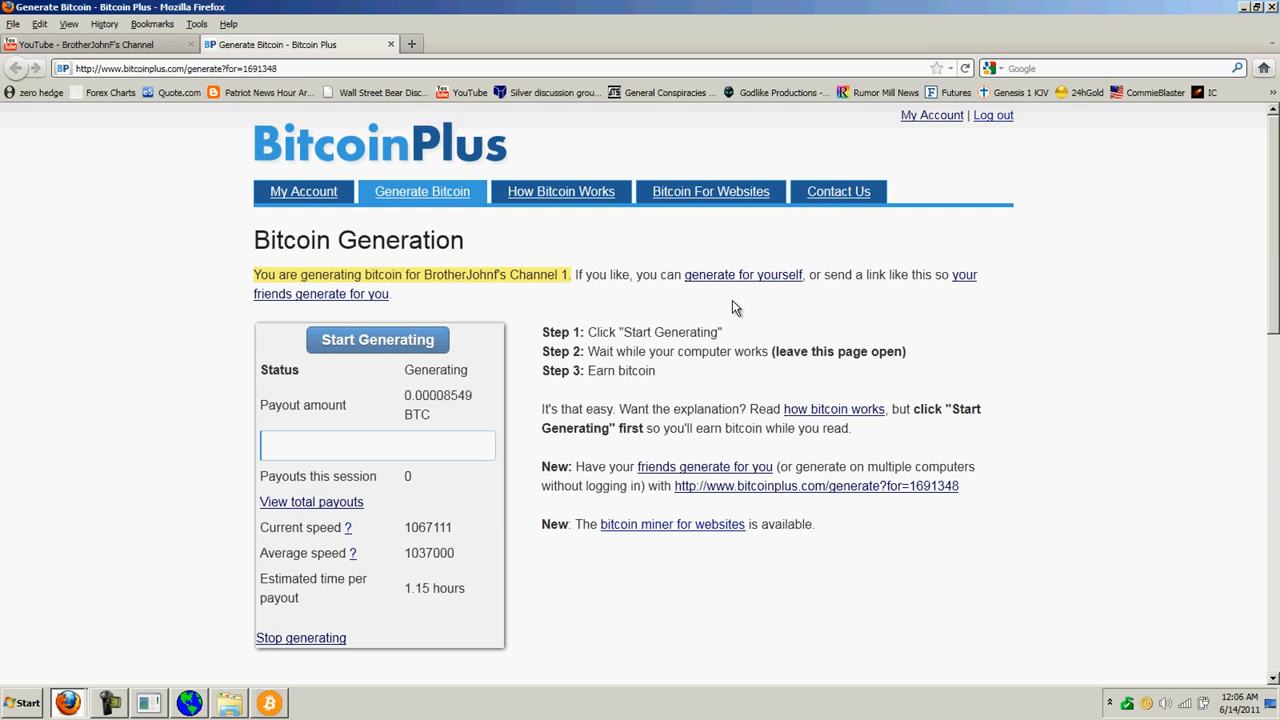 Generate Bitcoin - Bitcoin Plus - Mozilla Firefox
File Edit View History Bookmarks Tools Help
YouTube - BrotherJohnF's Channel
BP Generate Bitcoin - Bitcoin Plus
BP http://www.bitcoinplus.com/generate?for=1691348
Google
zero hedge Forex Charts eS Quote.com Patriot News Hour Ar... Wall Street Bear Disc... YouTube Silver discussion grou... General Conspiracies ... Godlike Productions -... Rumor Mill News Futures Genesis 1 KJV 24hGold CommieBlaster IC
My Account | Log out
BitcoinPlus
My Account Generate Bitcoin How Bitcoin Works Bitcoin For Websites Contact Us
Bitcoin Generation
You are generating bitcoin for BrotherJohnf's Channel 1. If you like, you can generate for yourself, or send a link like this so your
friends generate for you.
Start Generating
Status Generating
Payout amount 0.00008549
BTC
Payouts this session 0
View total payouts
Current speed ? 1067111
Average speed ? 1037000
Estimated time per
payout 1.15 hours
Stop generating
Step 1: Click "Start Generating"
Step 2: Wait while your computer works (leave this page open)
Step 3: Earn bitcoin
It's that easy. Want the explanation? Read how bitcoin works, but click "Start
Generating" first so you'll earn bitcoin while you read.
New: Have your friends generate for you (or generate on multiple computers
without logging in) with http://www.bitcoinplus.com/generate?for=1691348
New: The bitcoin miner for websites is available.
Start
12:06 AM
6/14/2011